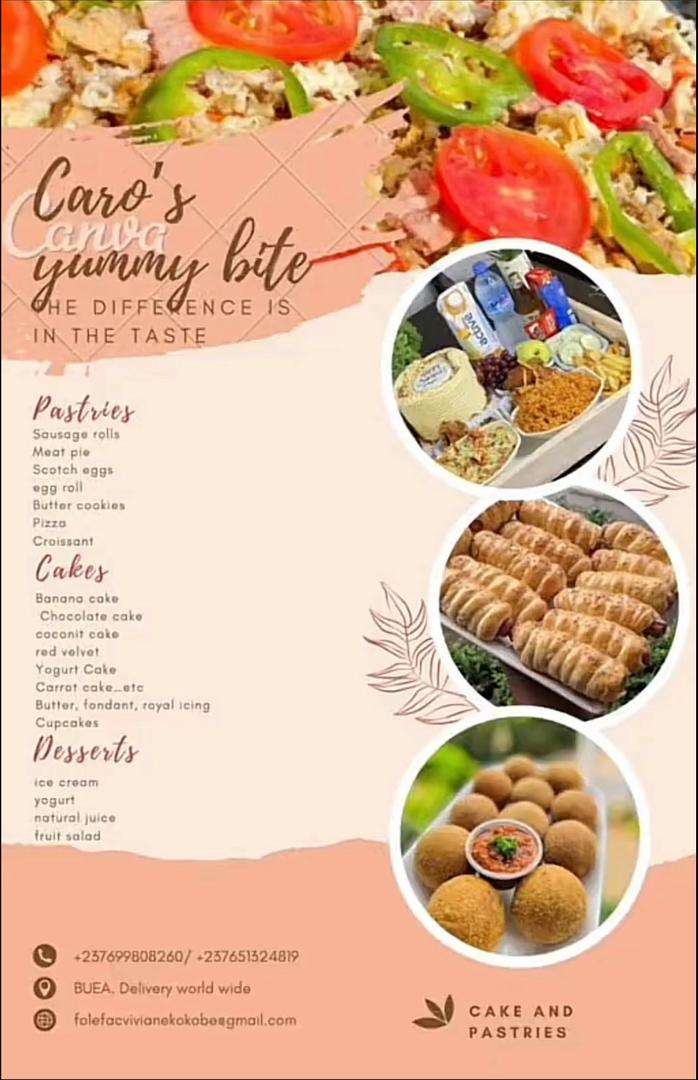 Caro's
Canva
yummy bite
THE DIFFERENCE IS
IN THE TASTE
Pastries
Sausage rolls
Meat pie
Scotch eggs
egg roll
Butter cookies
Pizza
Croissant
Cakes
Banana cake
Chocolate cake
coconit cake
red velvet
Yogurt Cake
Carrot cake...etc
Butter, fondant, royal icing
Cupcakes
Desserts
ice cream
yogurt
natural juice
fruit salad
+237699808260/ +237651324819
BUEA. Delivery world wide
folefacvivianekokobe@gmail.com
CAKE AND
PASTRIES
active